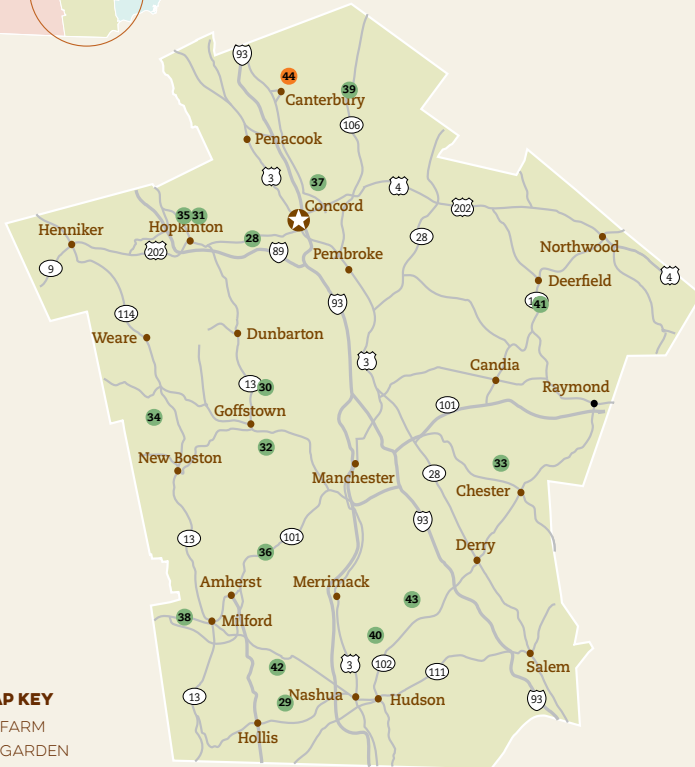 93
44
39
Canterbury
106
Penacook
3
37
4
Concord
202
35 31
Henniker
Hopkinton
28
28
Northwood
202
89
Pembroke
9
4
Deerfield
41
93
114
Weare
Dunbarton
3
Candia
13 30
Raymond
101
Goffstown
34
32
New Boston
33
28
Manchester
Chester
93
13
101
36
Derry
Amherst
Merrimack
43
38
Milford
40
3
102
42
111
Salem
13
Nashua
Hudson
93
29
AP KEY
FARM
Hollis
GARDEN